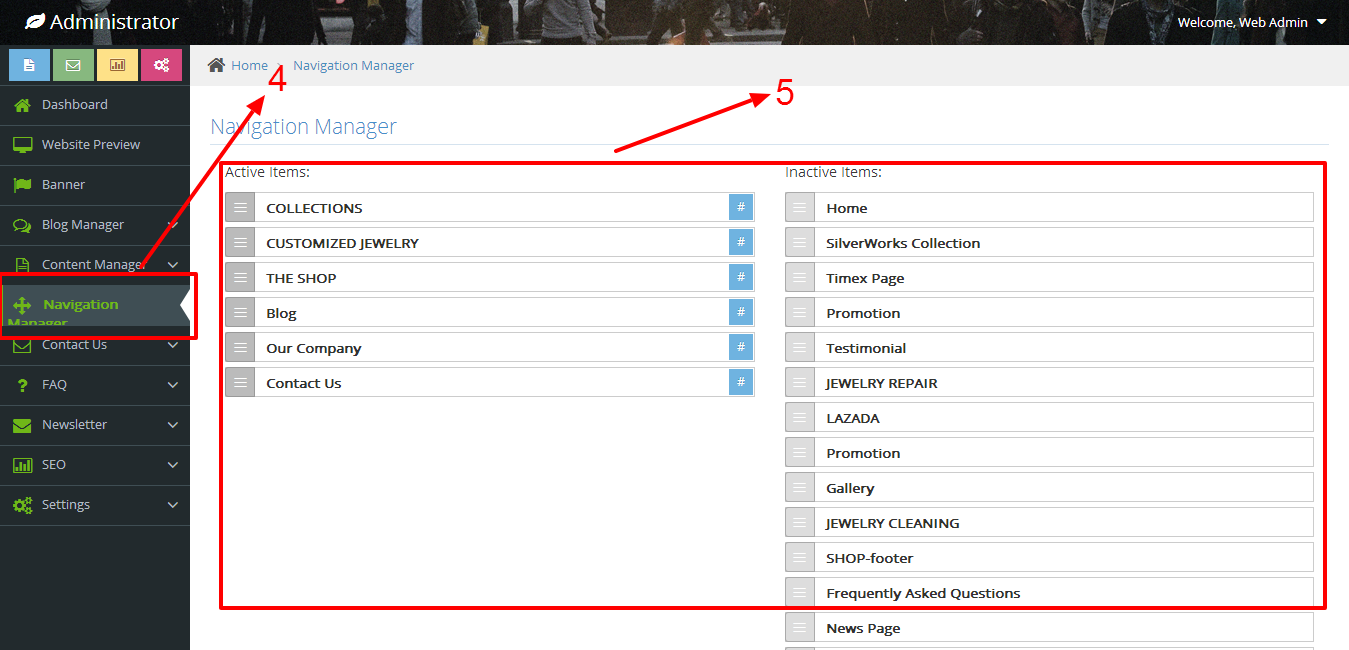 Administrator
Welcome, Web Admin
Home
Navigation Manager
4
5
Dashboard
Website Preview
Banner
Blog Manager
Content Manager
Navigation
Manager
Contact Us
? FAQ
Newsletter
SEO
Settings
Navigation Manager
Active Items:
COLLECTIONS #
CUSTOMIZED JEWELRY #
THE SHOP #
Blog #
Our Company #
Contact Us #
Inactive Items:
Home
SilverWorks Collection
Timex Page
Promotion
Testimonial
JEWELRY REPAIR
LAZADA
Promotion
Gallery
JEWELRY CLEANING
SHOP-footer
Frequently Asked Questions
News Page